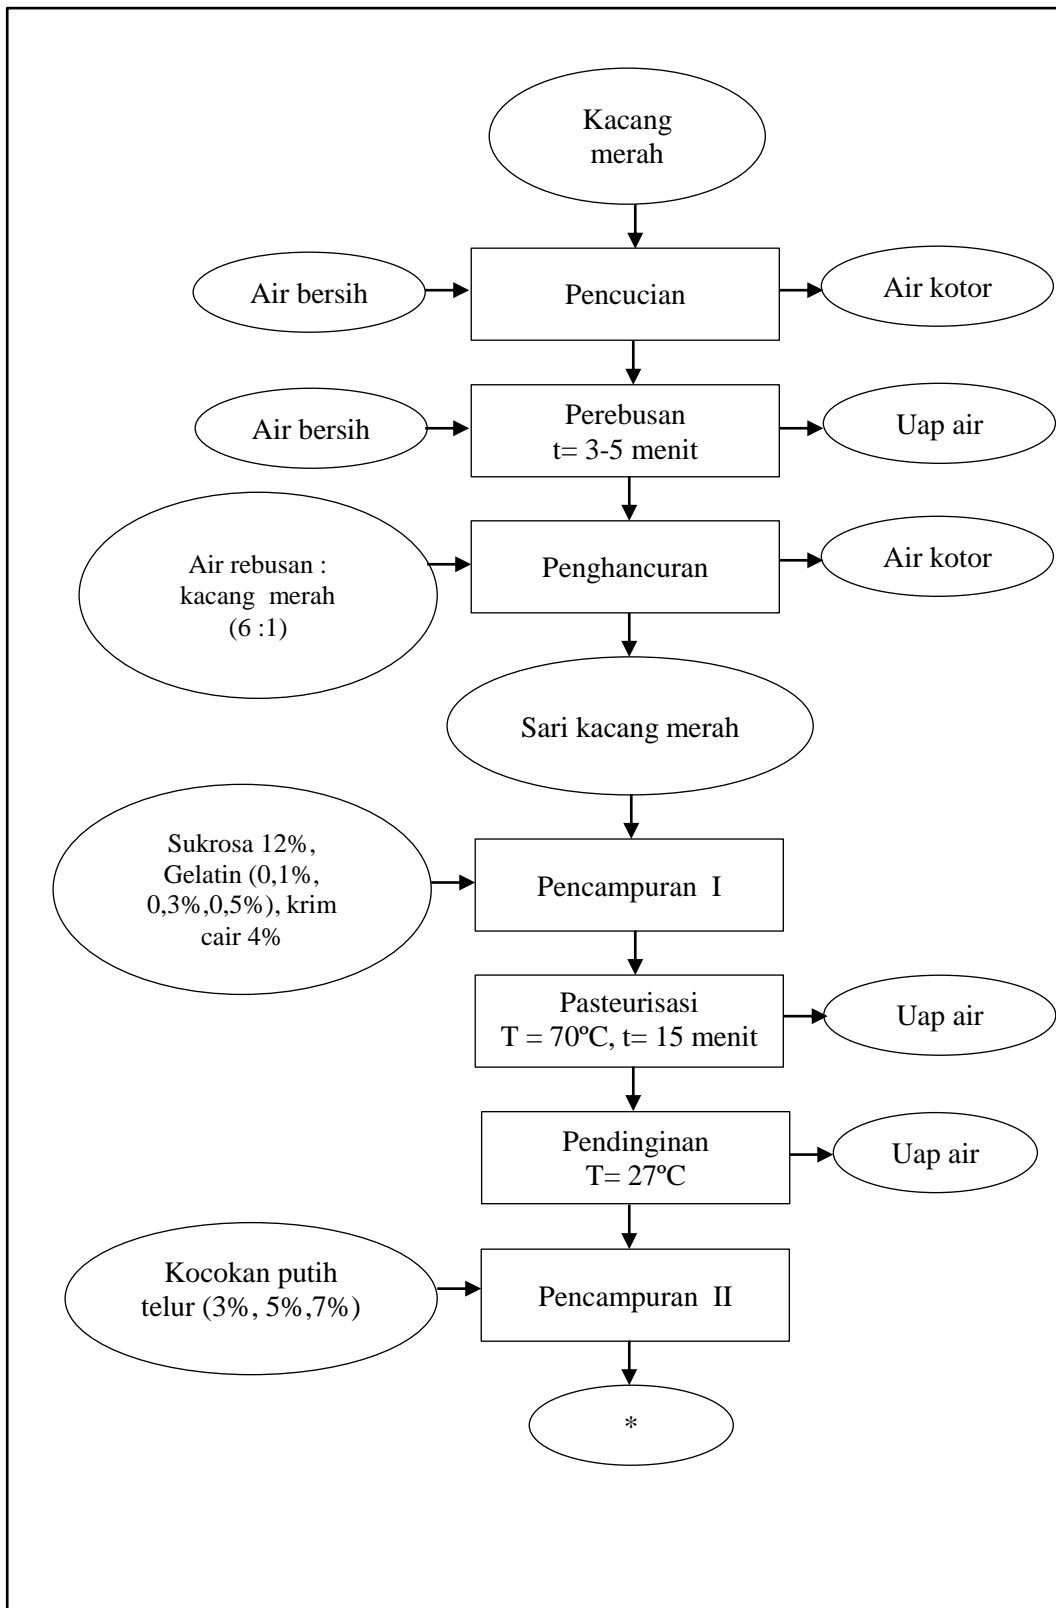 Kacang
merah
Air bersih
Pencucian
Air kotor
Air bersih
Perebusan
t= 3-5 menit
Uap air
Air rebusan :
kacang  merah
(6 :1)
Penghancuran
Air kotor
Sari kacang merah
Sukrosa 12%,
Gelatin (0,1%,
0,3%,0,5%), krim
cair 4%
Pencampuran  I
Pasteurisasi
T = 70ºC, t= 15 menit
Uap air
Pendinginan
T= 27ºC
Uap air
Kocokan putih
telur (3%, 5%,7%)
Pencampuran  II
*